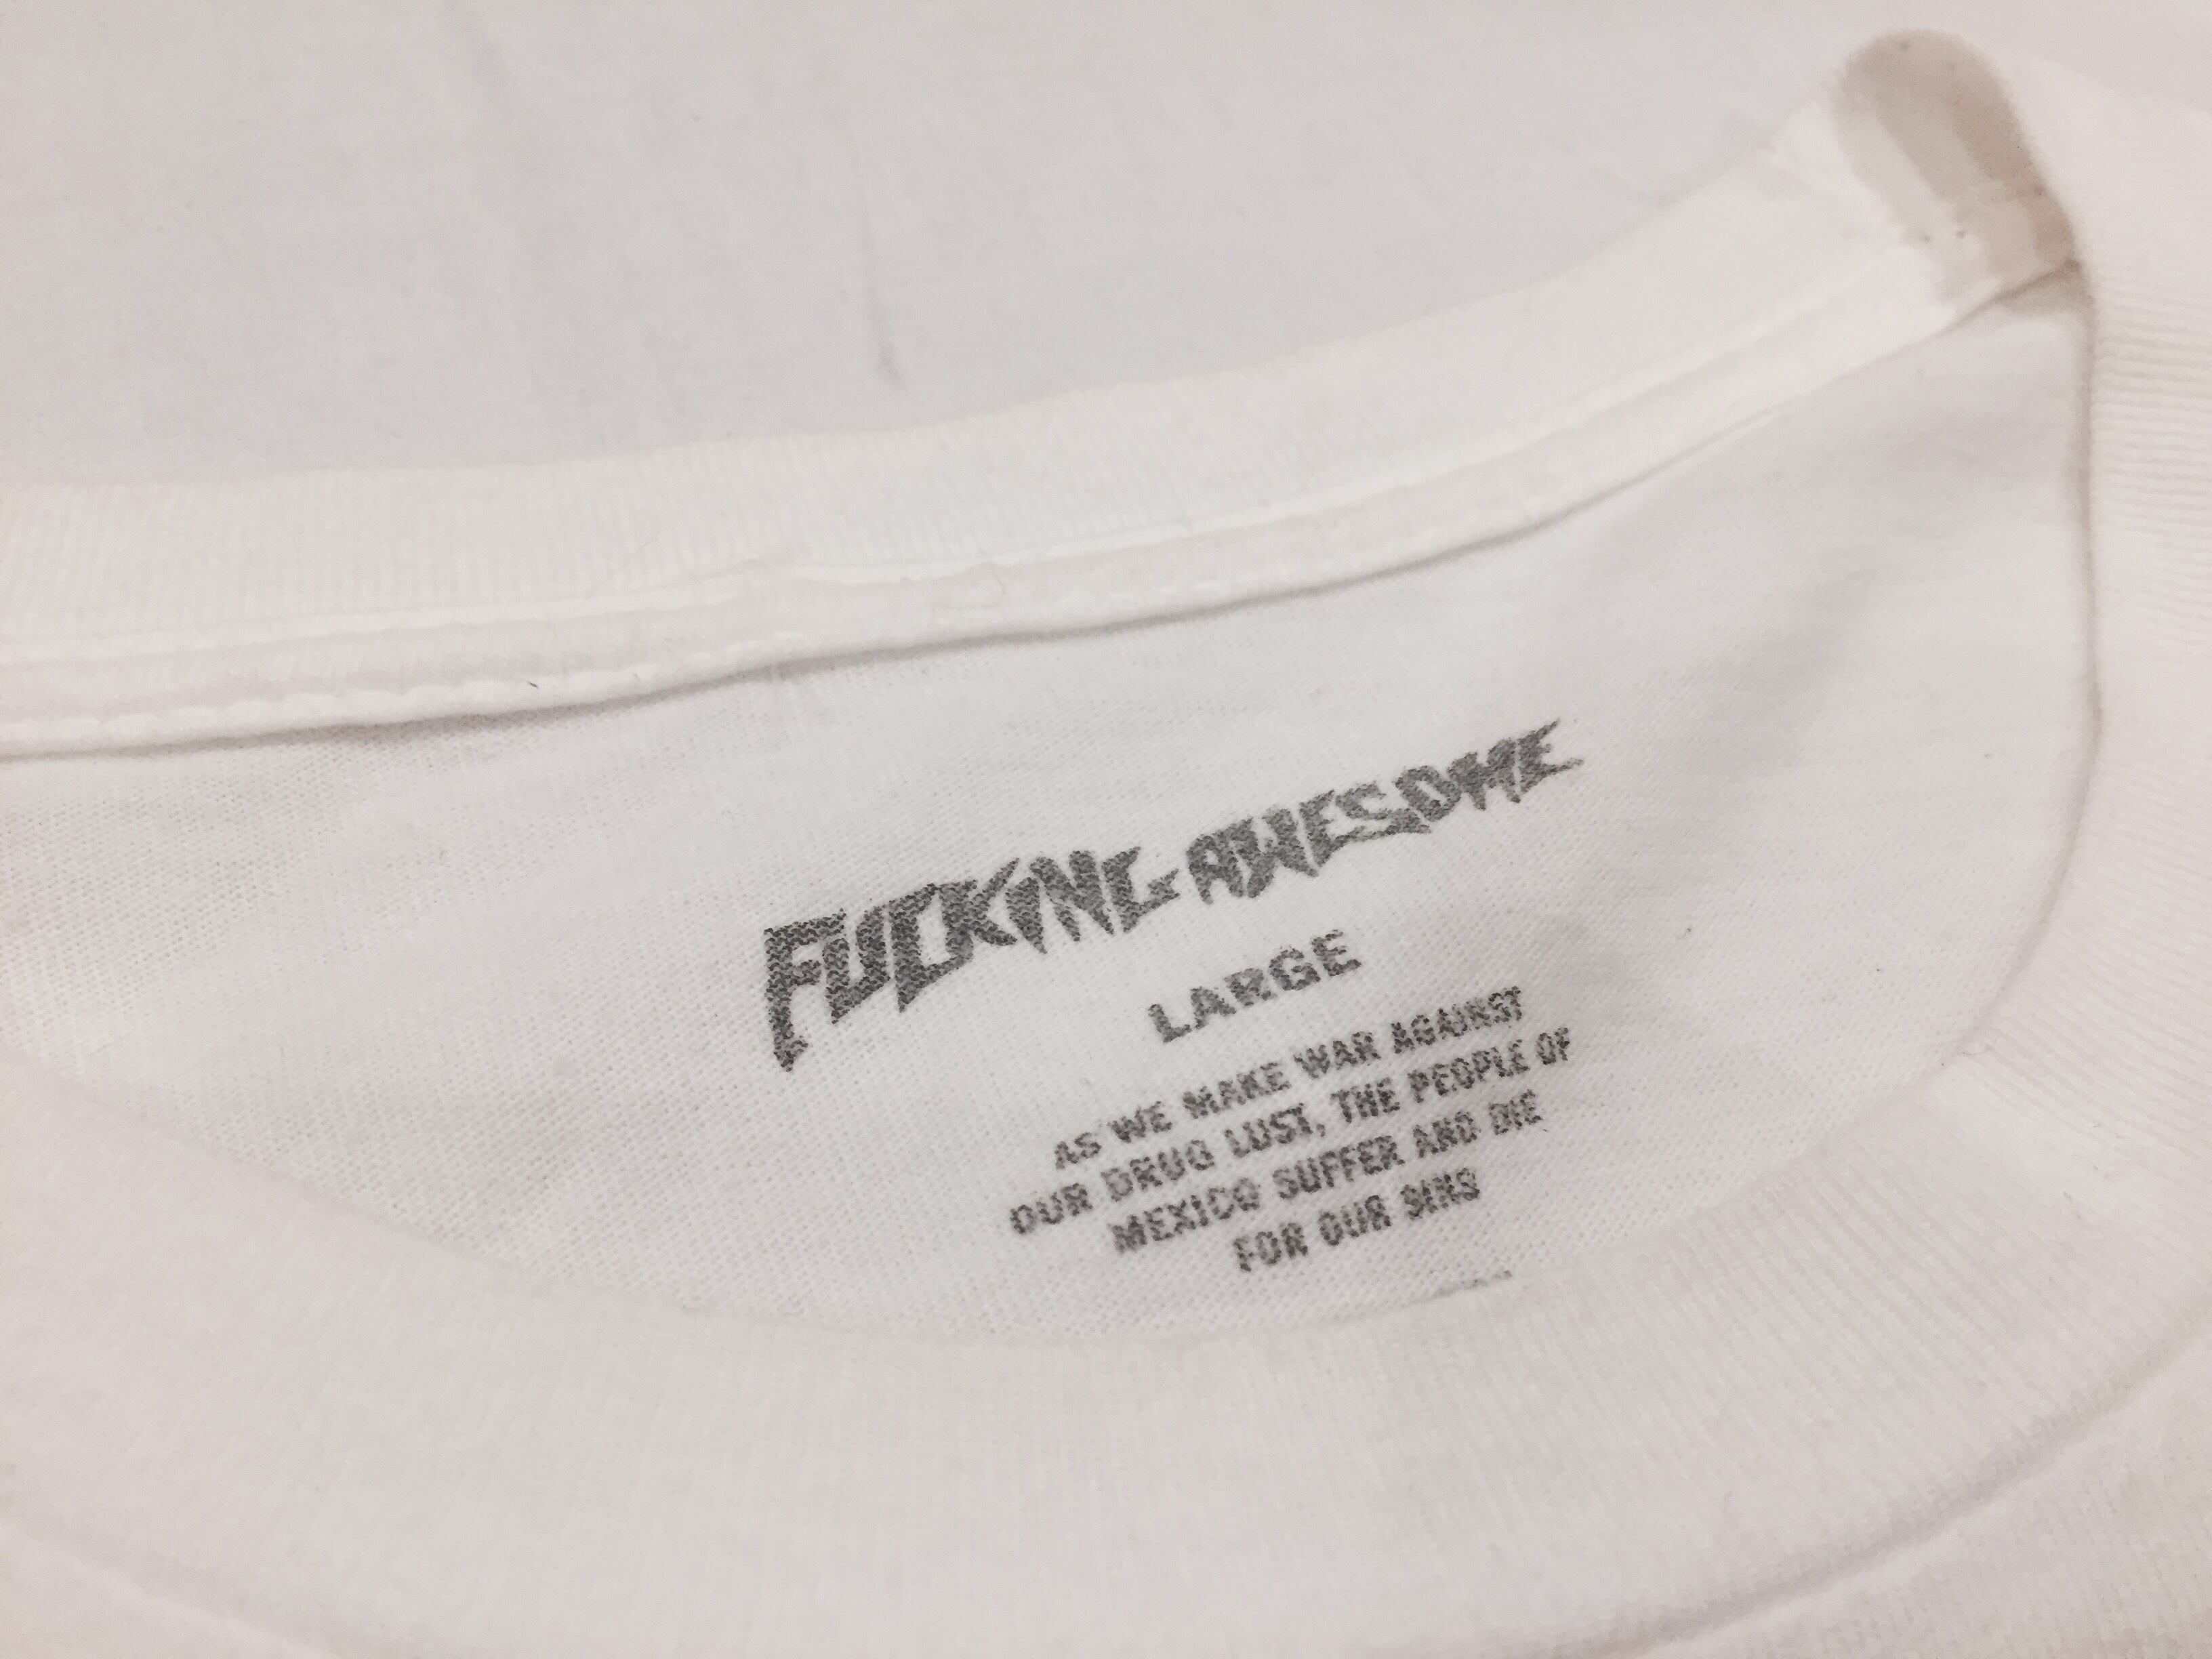 FUCKING AWESOME
LARGE
AS WE MAKE WAR AGAINST
OUR DRUG LUST, THE PEOPLE OF
MEXICO SUFFER AND DIE
FOR OUR SINS